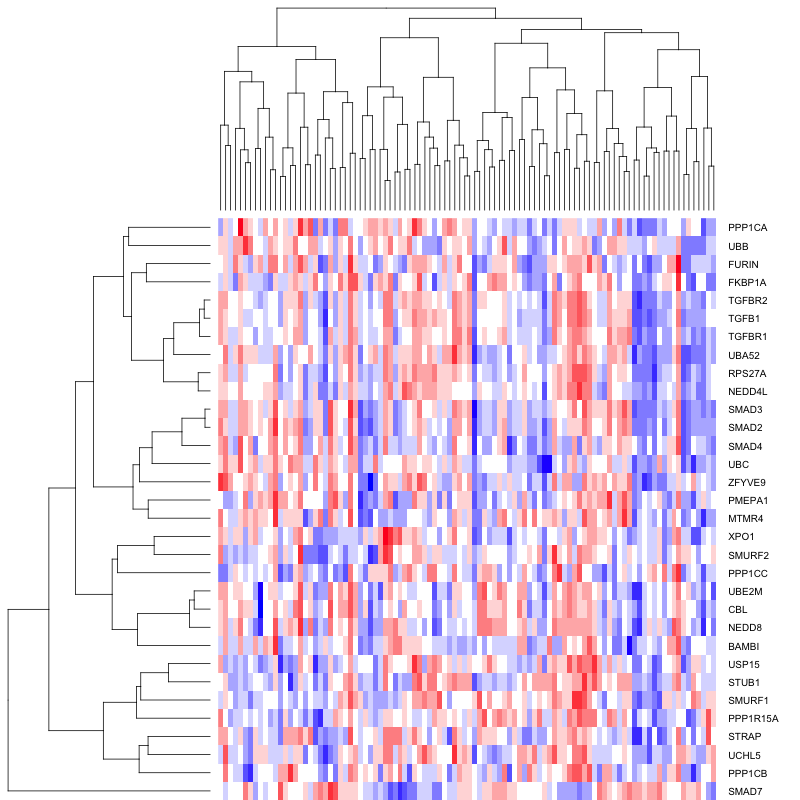 PPP1CA
UBB
FURIN
FKBP1A
TGFBR2
TGFB1
TGFBR1
UBA52
RPS27A
NEDD4L
SMAD3
SMAD2
SMAD4
UBC
ZFYVE9
PMEPA1
MTMR4
XPO1
SMURF2
PPP1CC
UBE2M
CBL
NEDD8
BAMBI
USP15
STUB1
SMURF1
PPP1R15A
STRAP
UCHL5
PPP1CB
SMAD7